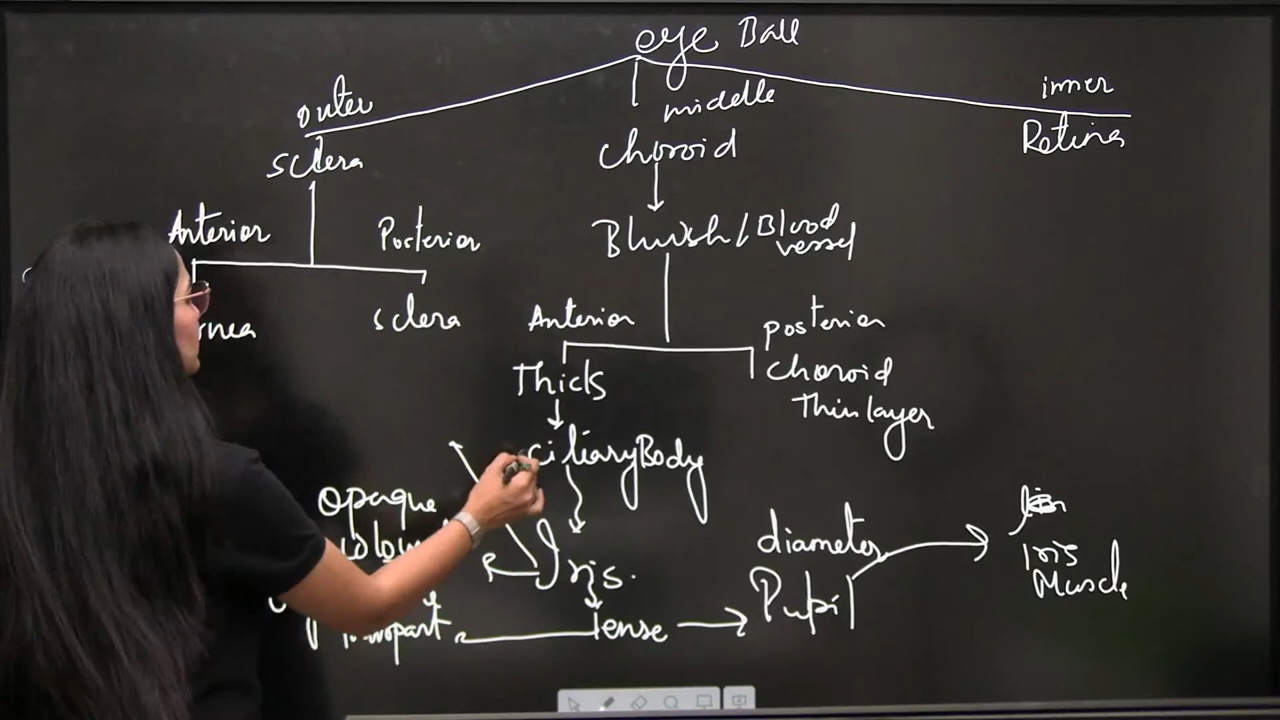 eye Ball
outer
middle
inner
Sclera
Choroid
Retina
Anterior
Posterior
Bluish/Blood vessel
sclera
Anterior
posterior
Thick
Choroid
Thin layer
ciliary Body
opaque
diameter
Iris.
Iris Muscle
Pupil
lense